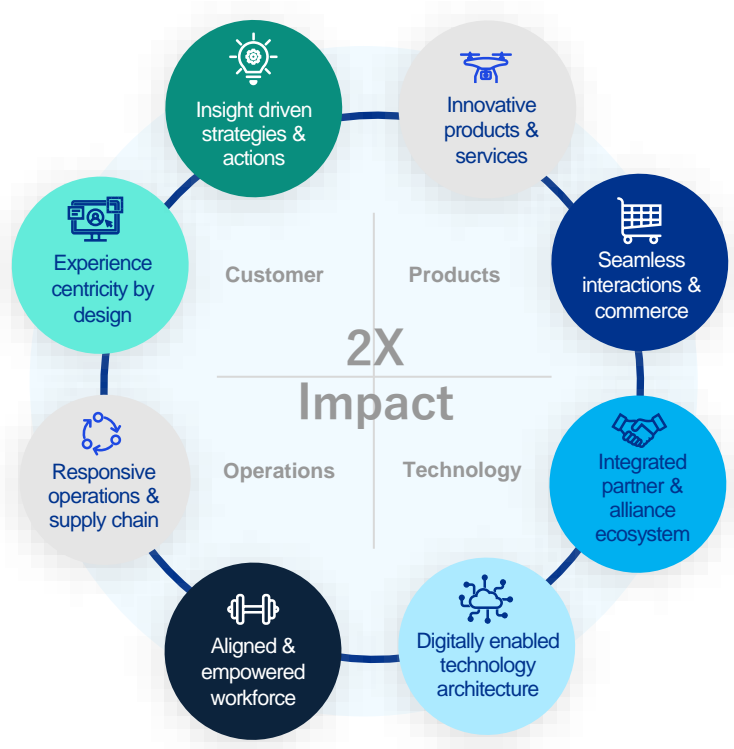 Insight driven
strategies &
actions
Innovative
products &
services
Seamless
interactions &
commerce
Integrated
partner &
alliance
ecosystem
Digitally enabled
technology
architecture
Aligned &
empowered
workforce
Responsive
operations &
supply chain
Experience
centricity by
design
Customer
Products
2X
Impact
Operations
Technology